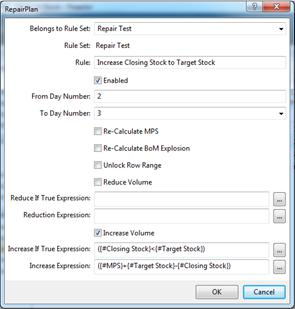 RepairPlan
Belongs to Rule Set: Repair Test
Rule Set: Repair Test
Rule: Increase Closing Stock to Target Stock
Enabled
From Day Number: 2
To Day Number: 3
Re-Calculate MPS
Re-Calculate BoM Explosion
Unlock Row Range
Reduce Volume
Reduce If True Expression: ...
Reduction Expression: ...
Increase Volume
Increase If True Expression: ({#Closing Stock}<{#Target Stock}) ...
Increase Expression: ({#MPS}+{#Target Stock}-{#Closing Stock}) ...
OK Cancel